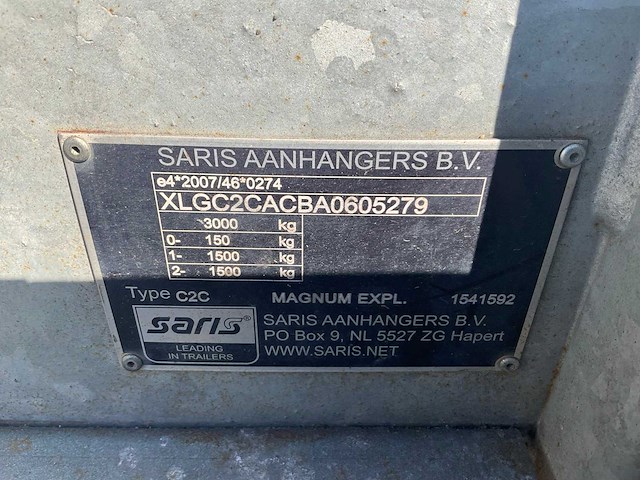 SARIS AANHANGERS B.V.
e4*2007/46*0274
XLGC2CACBA0605279
3000 kg
0- 150 kg
1- 1500 kg
2- 1500 kg
Type C2C MAGNUM EXPL. 1541592
saris®
LEADING
IN TRAILERS
SARIS AANHANGERS B.V.
PO Box 9, NL 5527 ZG Hapert
WWW.SARIS.NET